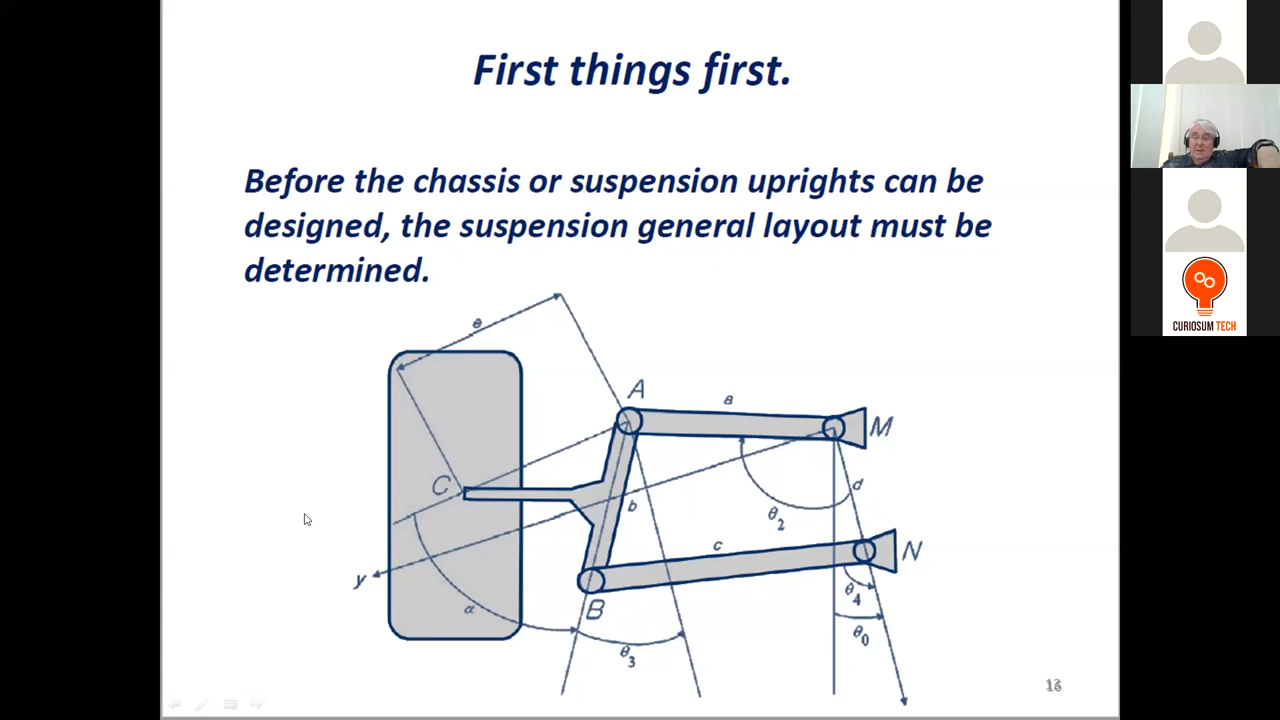 First things first.
Before the chassis or suspension uprights can be
designed, the suspension general layout must be
determined.
e
A
a
M
C
d
b
θ2
c
N
y
θ4
α
B
θ0
θ3
CURIOSUM TECH